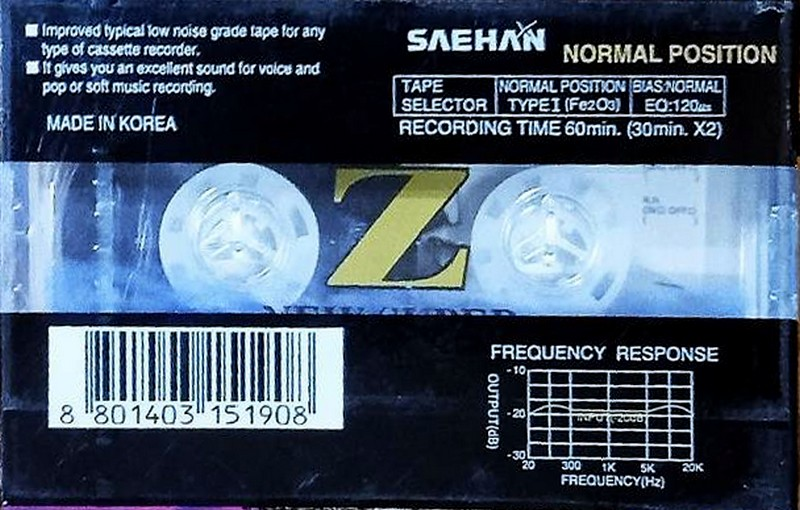 ■ Improved typical low noise grade tape for any
type of cassette recorder.
■ It gives you an excellent sound for voice and
pop or soft music recording.
MADE IN KOREA
SAEHAN
NORMAL POSITION
TAPE SELECTOR
NORMAL POSITION TYPE I (Fe2O3)
BIAS:NORMAL EQ:120µs
RECORDING TIME 60min. (30min. X2)
Z
8 801403 151908
FREQUENCY RESPONSE
OUTPUT(dB)
-10
-20
-30
INPUT:-20dB
20 300 1K 5K 20K
FREQUENCY(Hz)